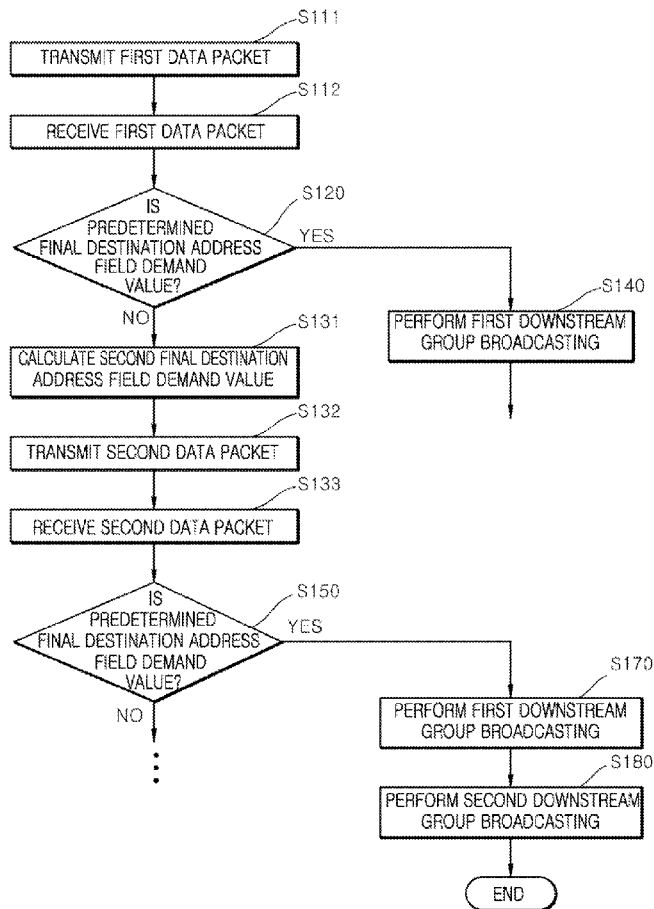 S111
TRANSMIT FIRST DATA PACKET
S112
RECEIVE FIRST DATA PACKET
S120
IS
PREDETERMINED
FINAL DESTINATION ADDRESS
FIELD DEMAND
VALUE?
YES
NO
S140
PERFORM FIRST DOWNSTREAM
GROUP BROADCASTING
S131
CALCULATE SECOND FINAL DESTINATION
ADDRESS FIELD DEMAND VALUE
S132
TRANSMIT SECOND DATA PACKET
S133
RECEIVE SECOND DATA PACKET
S150
IS
PREDETERMINED
FINAL DESTINATION ADDRESS
FIELD DEMAND
VALUE?
YES
NO
S170
PERFORM FIRST DOWNSTREAM
GROUP BROADCASTING
S180
PERFORM SECOND DOWNSTREAM
GROUP BROADCASTING
END